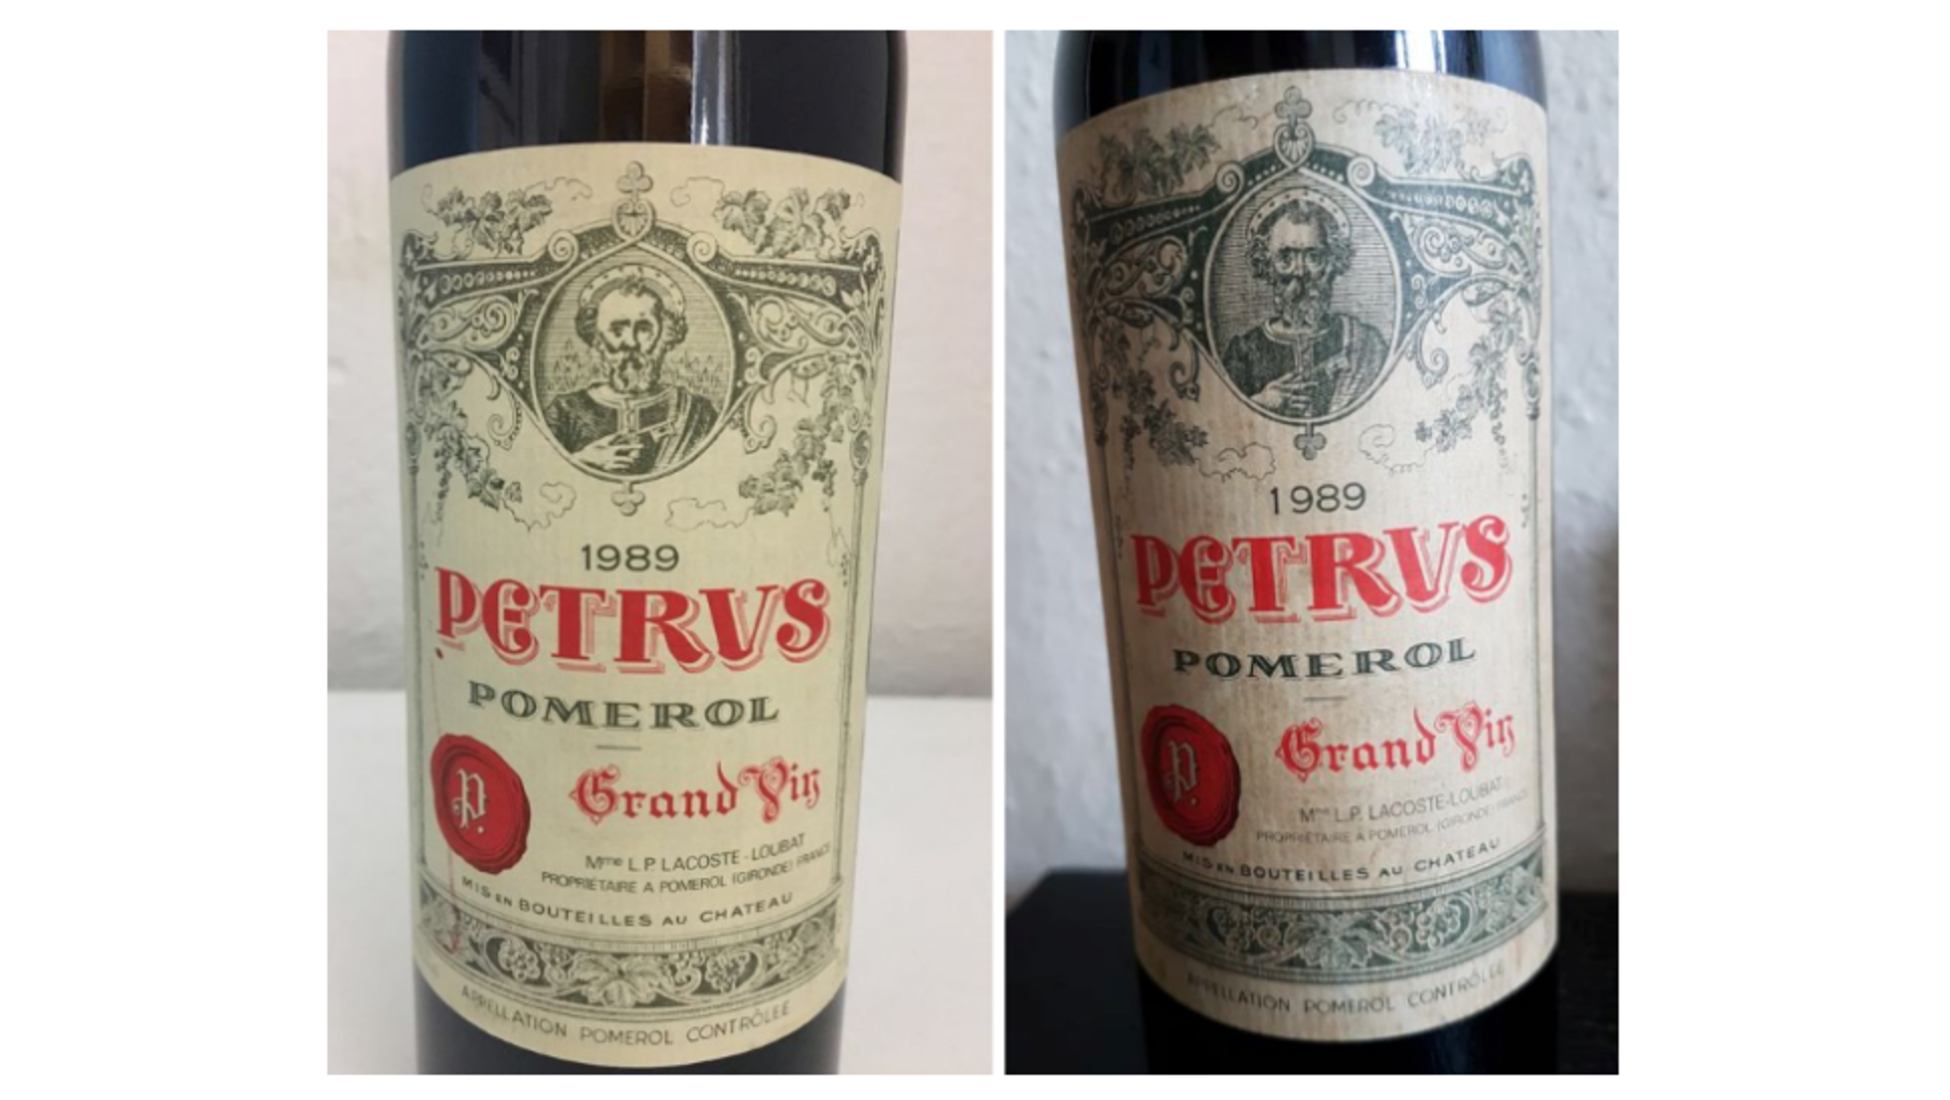 1989
PETRVS
POMEROL
Grand Vin
P.
Mme L.P. LACOSTE-LOUBAT
PROPRIÉTAIRE A POMEROL (GIRONDE) FRANCE
MIS EN BOUTEILLES AU CHATEAU
APPELLATION POMEROL CONTRÔLÉE
1989
PETRVS
POMEROL
Grand Vin
P.
Mme L.P. LACOSTE-LOUBAT
PROPRIÉTAIRE A POMEROL (GIRONDE) FRANCE
MIS EN BOUTEILLES AU CHATEAU
APPELLATION POMEROL CONTRÔLÉE